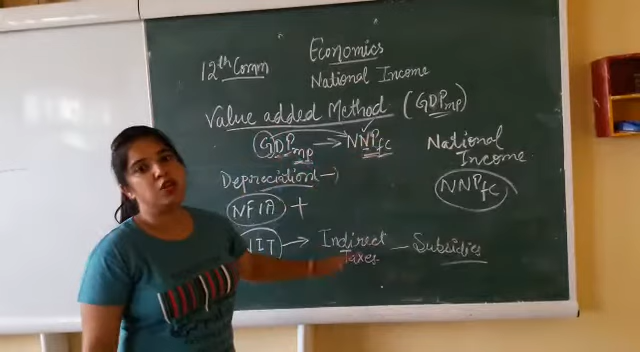 12th Comm Economics
National Income
Value added Method (GDPMP)
GDPMP → NNPFC
National Income
NNPFC
Depreciation –)
NFIA +
NIT → Indirect Taxes – Subsidies